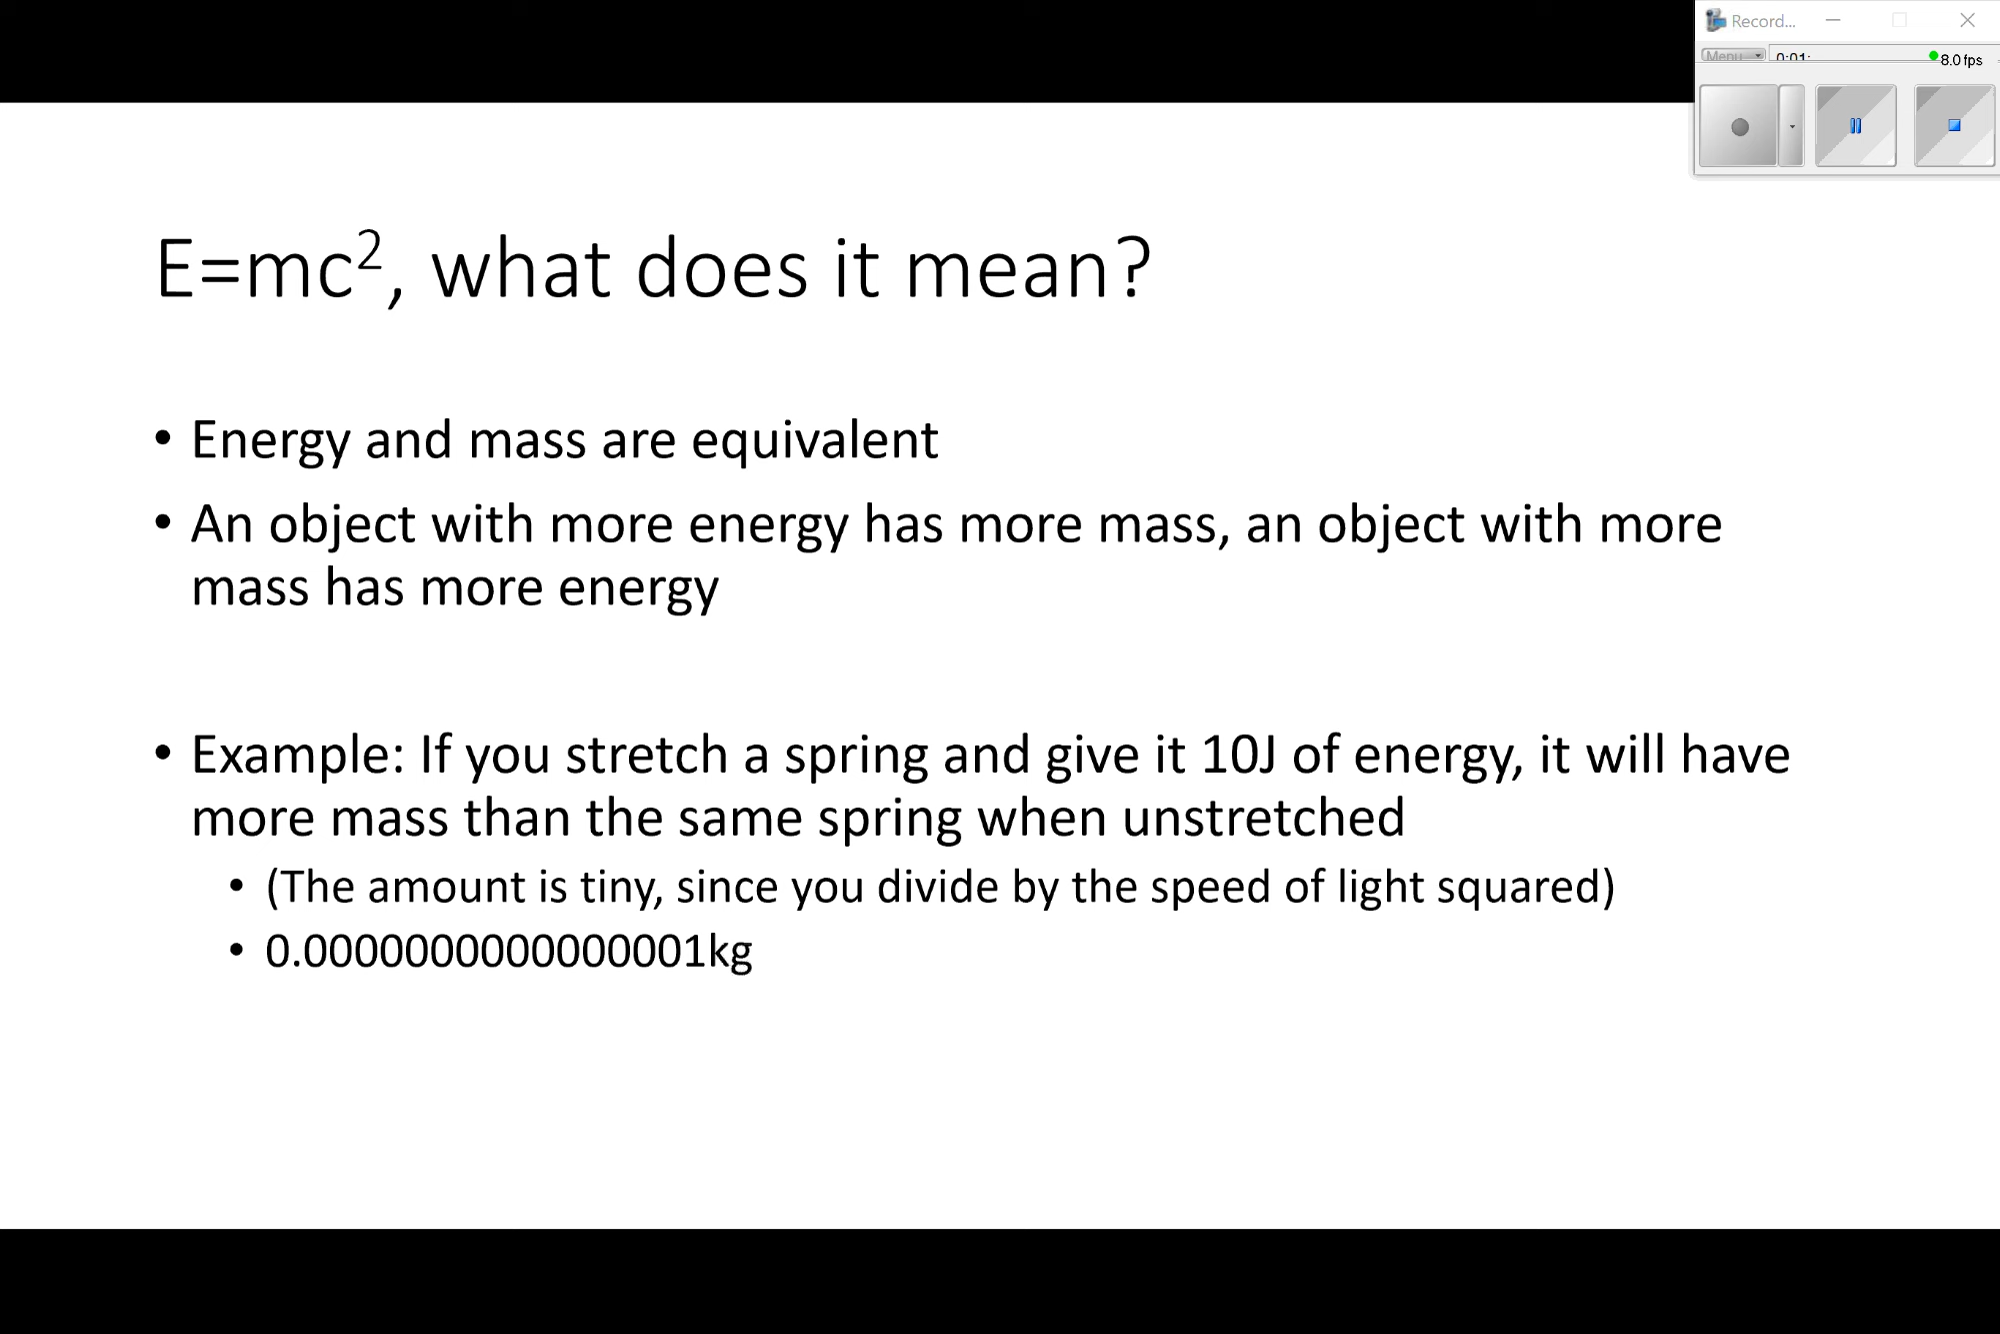 Record...
Menu 0:01: 8.0 fps
E=mc², what does it mean?
• Energy and mass are equivalent
• An object with more energy has more mass, an object with more
mass has more energy
• Example: If you stretch a spring and give it 10J of energy, it will have
more mass than the same spring when unstretched
• (The amount is tiny, since you divide by the speed of light squared)
• 0.0000000000000001kg